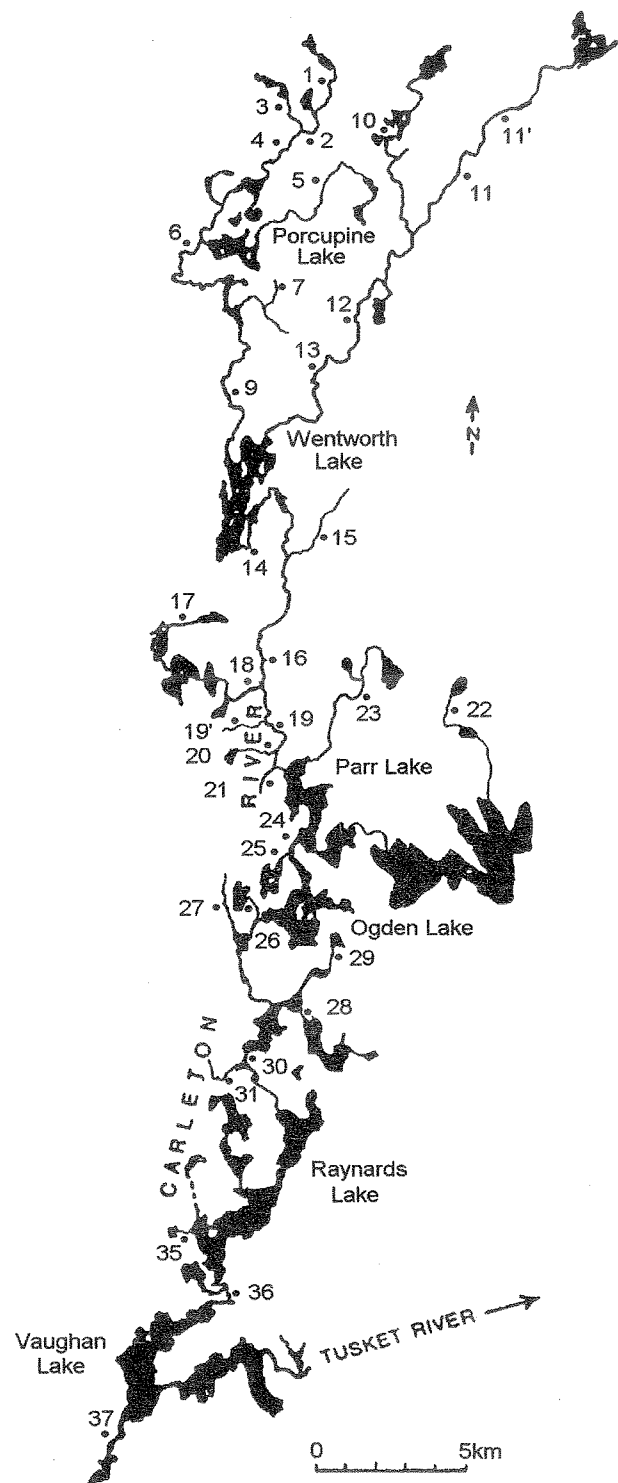 1
3
10
11'
4
2
5
11
6
Porcupine
Lake
7
12
13
9
N
Wentworth
Lake
15
14
17
18
16
23
22
19'
19
20
RIVER
Parr Lake
21
24
25
27
26
Ogden Lake
29
28
CARLETON
30
31
Raynards
Lake
35
36
TUSKET RIVER
Vaughan
Lake
37
0
5km